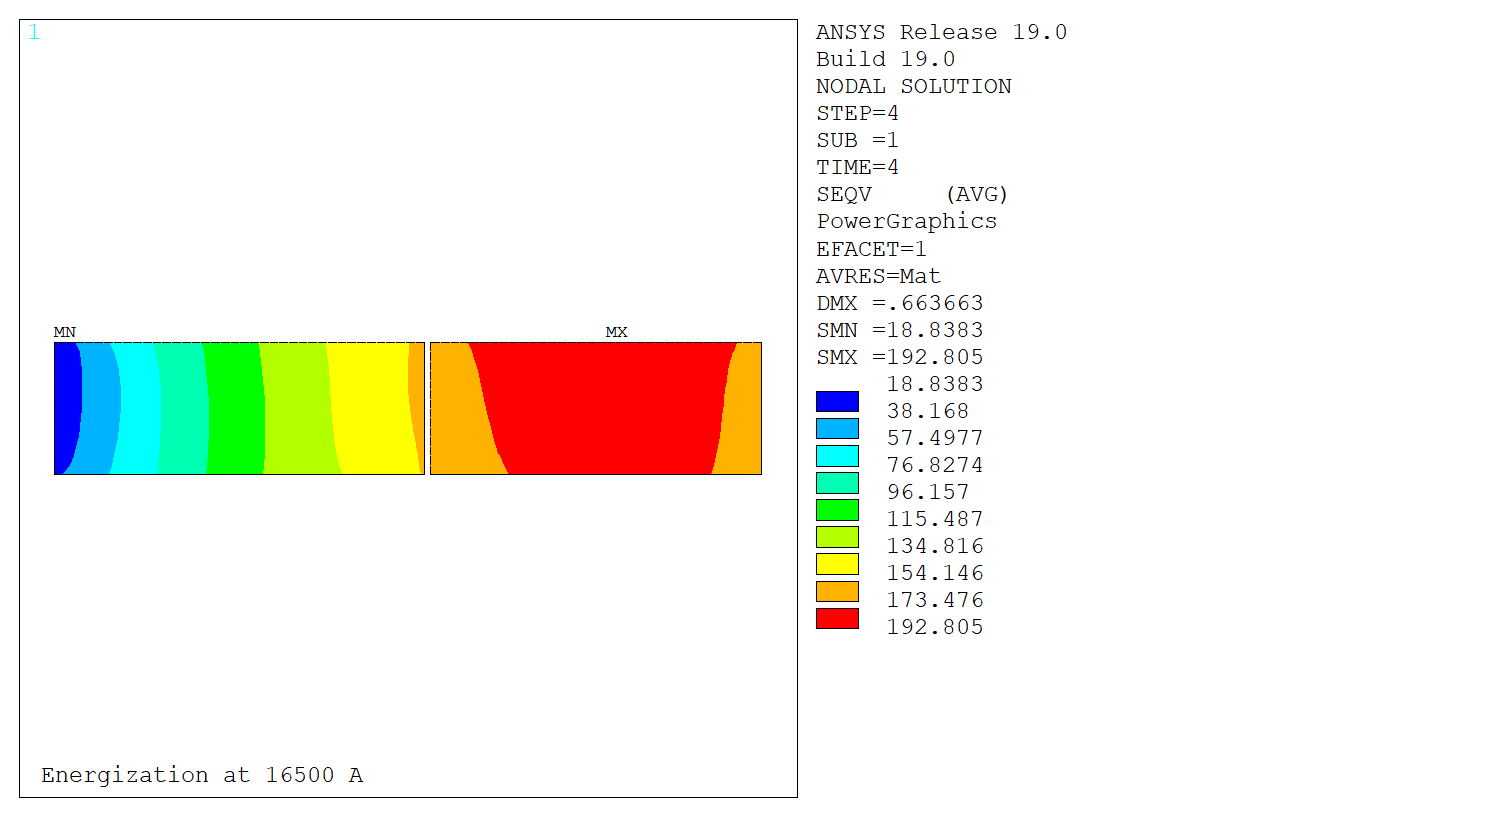 1
MN
MX
Energization at 16500 A
ANSYS Release 19.0
Build 19.0
NODAL SOLUTION
STEP=4
SUB =1
TIME=4
SEQV (AVG)
PowerGraphics
EFACET=1
AVRES=Mat
DMX =.663663
SMN =18.8383
SMX =192.805
18.8383
38.168
57.4977
76.8274
96.157
115.487
134.816
154.146
173.476
192.805